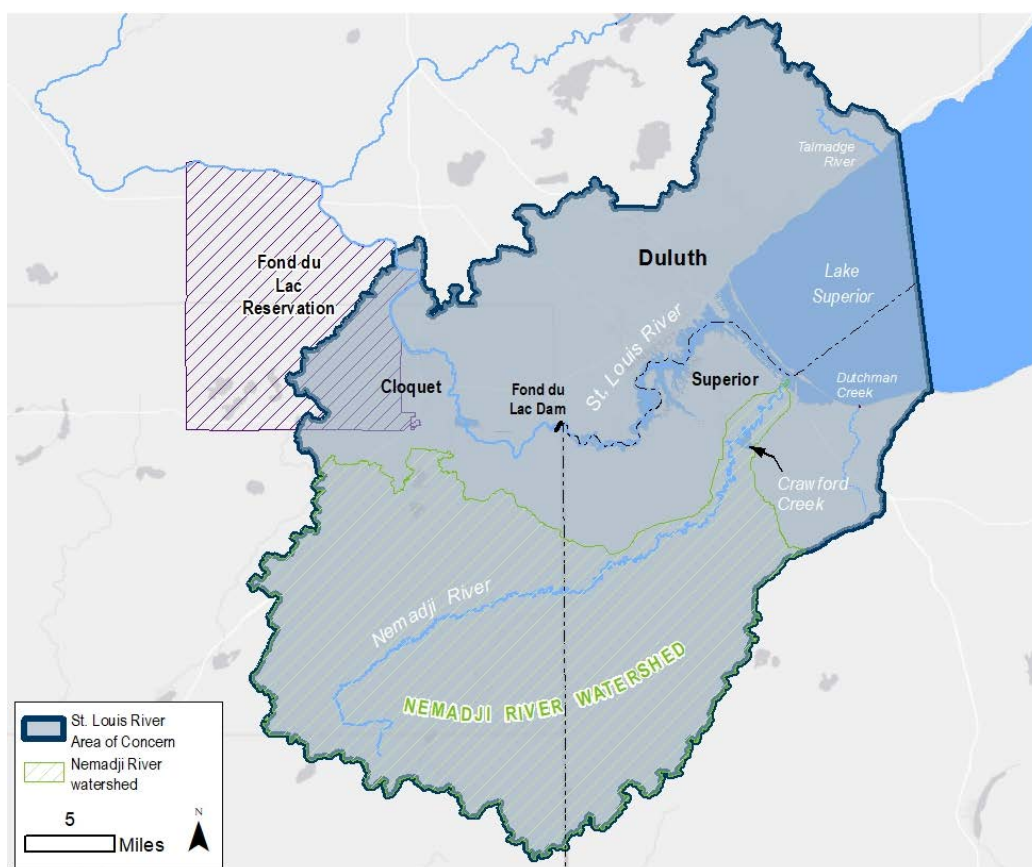 Talmadge
River
Fond du
Lac
Reservation
Duluth
Lake
Superior
St. Louis River
Cloquet
Fond du
Lac Dam
Superior
Dutchman
Creek
Crawford
Creek
Nemadji River
NEMADJI RIVER WATERSHED
St. Louis River
Area of Concern
Nemadji River
watershed
5
Miles
N